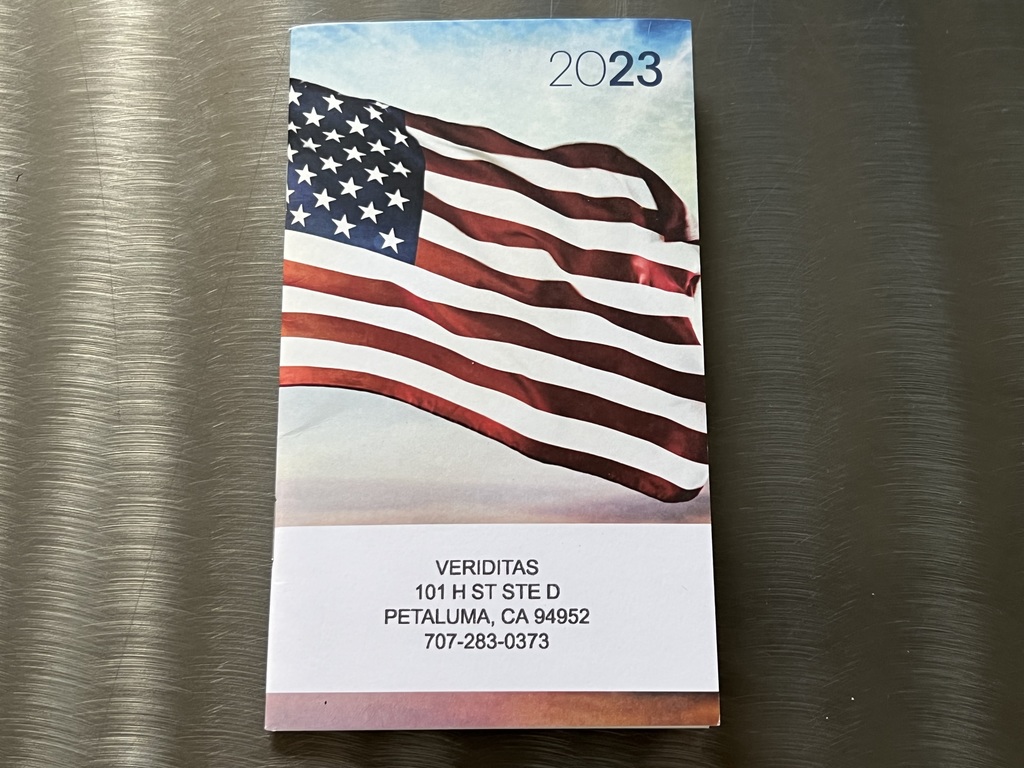 2023
VERIDITAS
101 H ST STE D
PETALUMA, CA 94952
707-283-0373